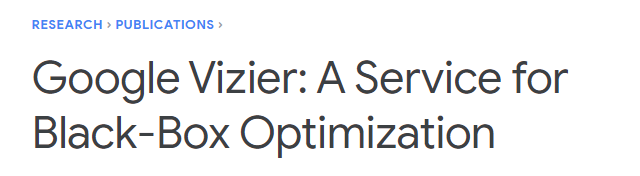 RESEARCH › PUBLICATIONS ›
Google Vizier: A Service for
Black-Box Optimization